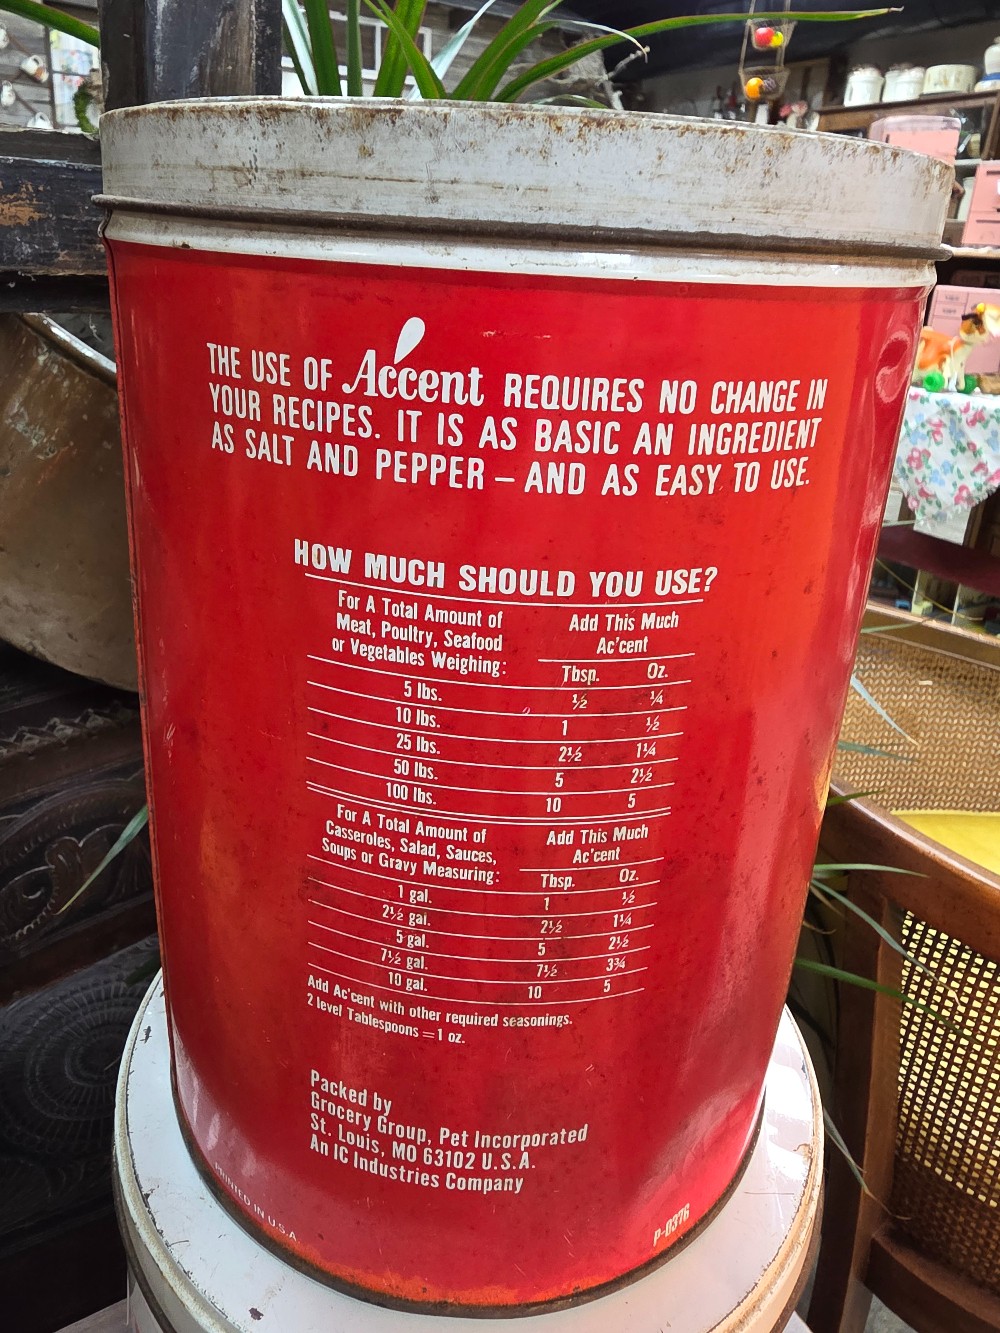 THE USE OF Ac'cent REQUIRES NO CHANGE IN
YOUR RECIPES. IT IS AS BASIC AN INGREDIENT
AS SALT AND PEPPER – AND AS EASY TO USE.
HOW MUCH SHOULD YOU USE?
For A Total Amount of
Meat, Poultry, Seafood
or Vegetables Weighing:
Add This Much
Ac'cent
Tbsp. Oz.
5 lbs. ½ ¼
10 lbs. 1 ½
25 lbs. 2½ 1¼
50 lbs. 5 2½
100 lbs. 10 5
For A Total Amount of
Casseroles, Salad, Sauces,
Soups or Gravy Measuring:
Add This Much
Ac'cent
Tbsp. Oz.
1 gal. 1 ½
2½ gal. 2½ 1¼
5 gal. 5 2½
7½ gal. 7½ 3¾
10 gal. 10 5
Add Ac'cent with other required seasonings.
2 level Tablespoons = 1 oz.
Packed by
Grocery Group, Pet Incorporated
St. Louis, MO 63102 U.S.A.
An IC Industries Company
PRINTED IN U.S.A
P-0376